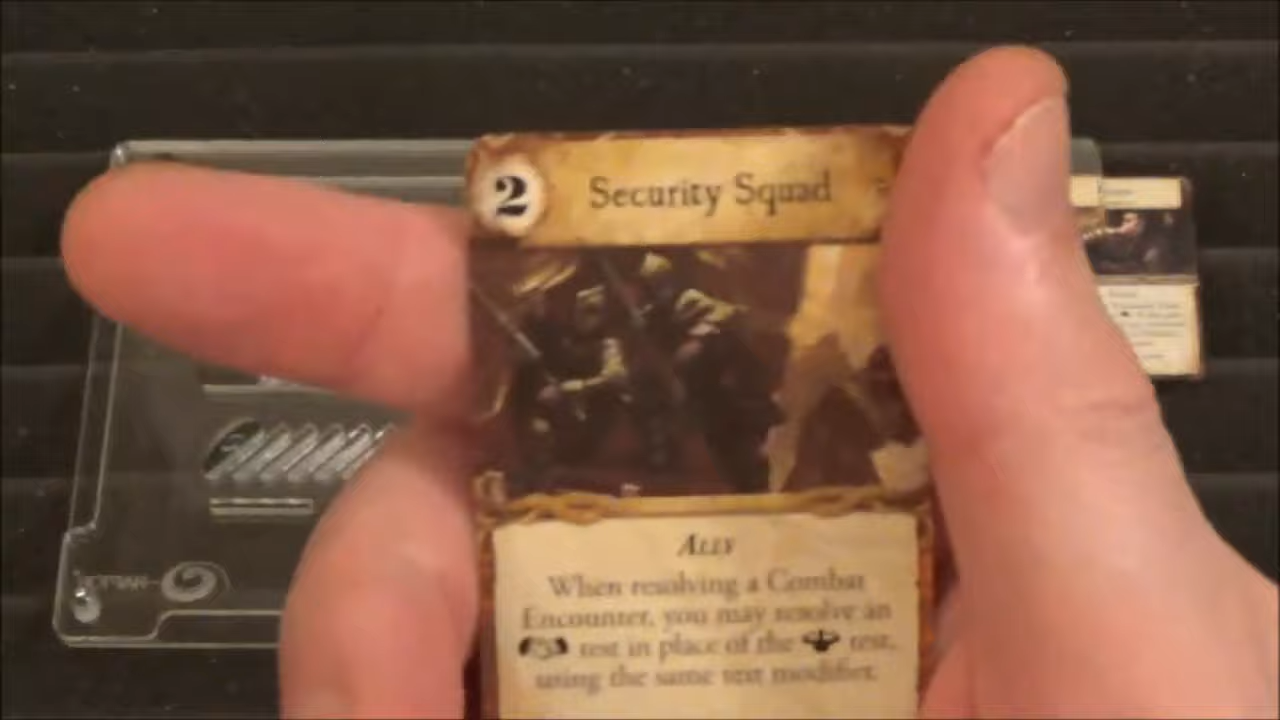 2
Security Squad
ALLY
When resolving a Combat
Encounter, you may resolve an
test in place of the test,
using the same test modifier.